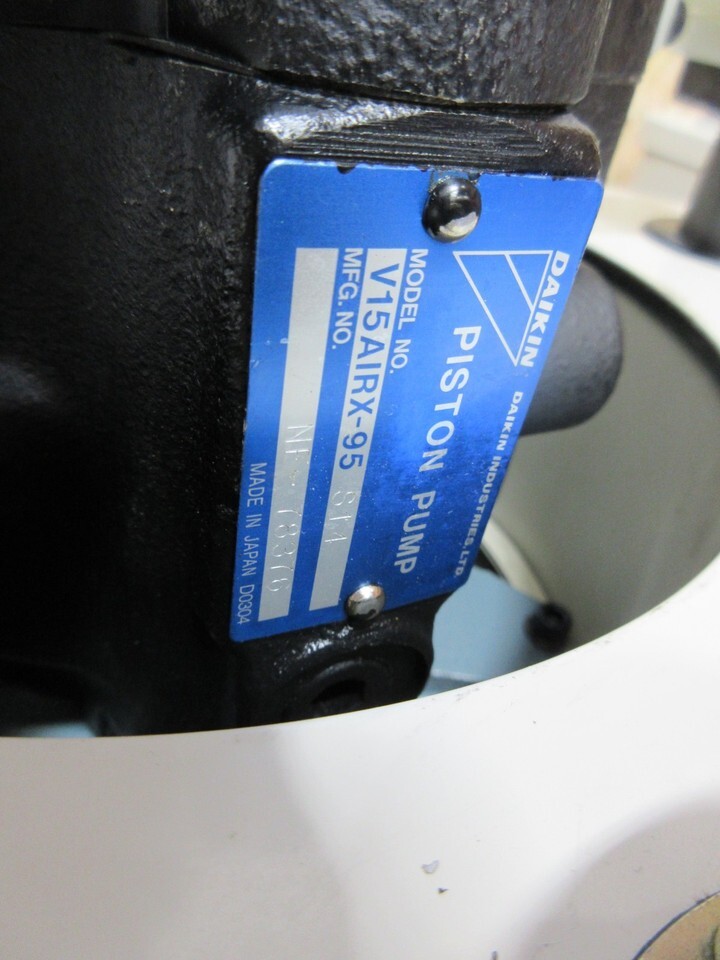 DAIKIN
DAIKIN INDUSTRIES, LTD.
PISTON PUMP
MODEL NO.
V15A1RX-95
MFG. NO.
MADE IN JAPAN D0304